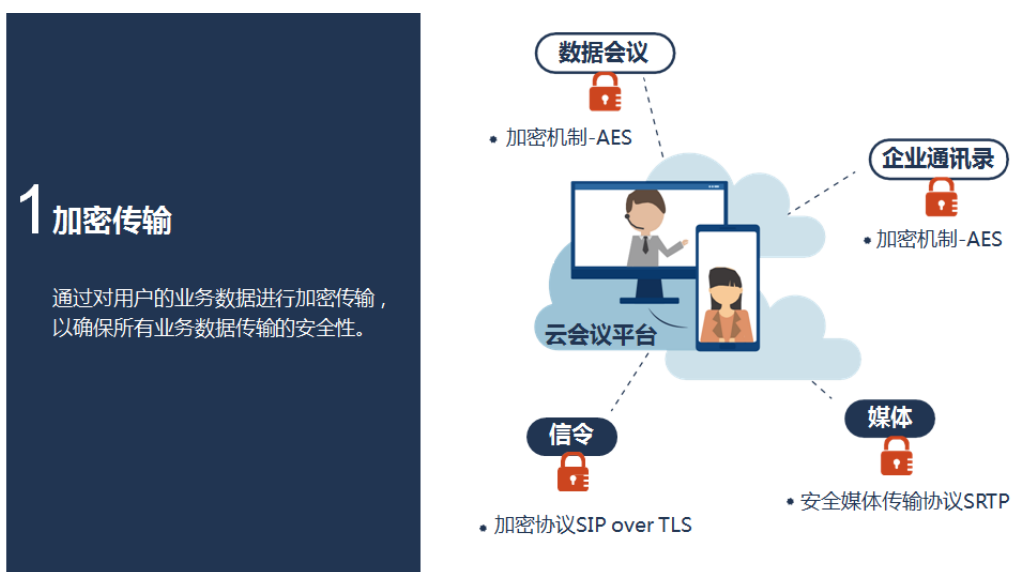 1 加密传输
通过对用户的业务数据进行加密传输，
以确保所有业务数据传输的安全性。
数据会议
• 加密机制-AES
企业通讯录
• 加密机制-AES
云会议平台
信令
• 加密协议SIP over TLS
媒体
• 安全媒体传输协议SRTP